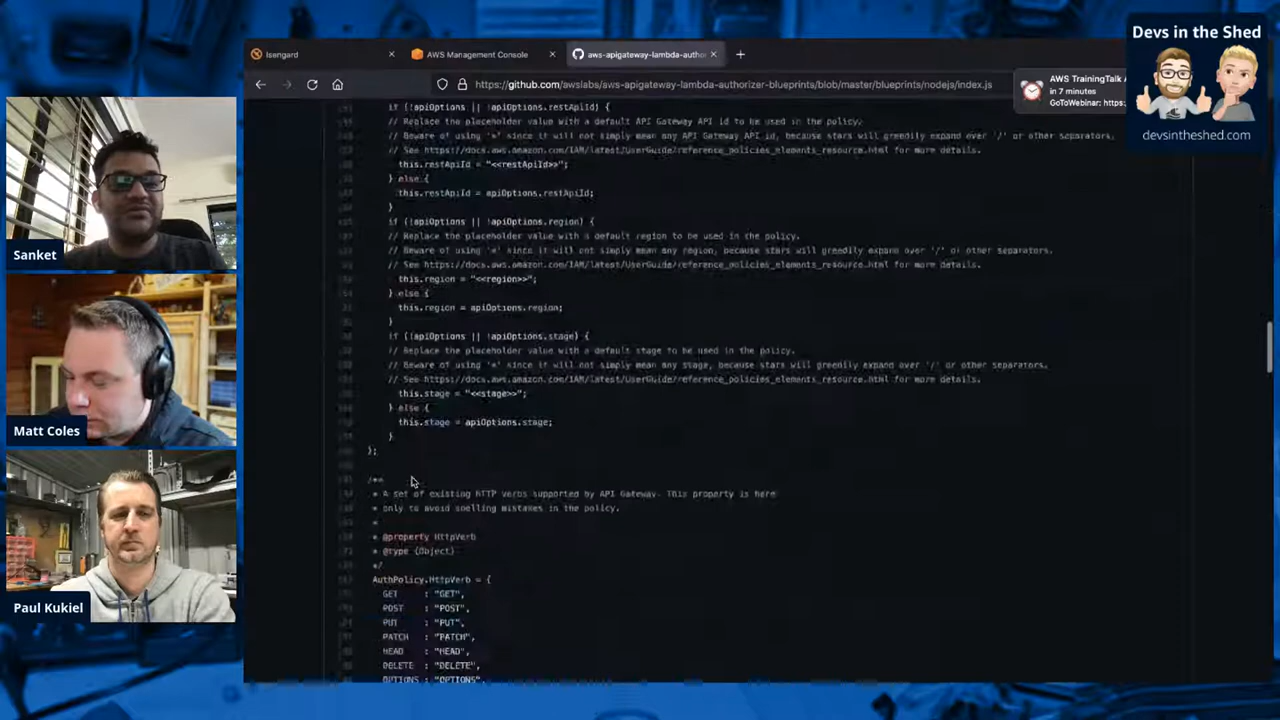 Devs in the Shed
devsintheshed.com
Isengard
AWS Management Console
aws-apigateway-lambda-autho
https://github.com/awslabs/aws-apigateway-lambda-authorizer-blueprints/blob/master/blueprints/nodejs/index.js
AWS TrainingTalk
in 7 minutes
GoToWebinar: https:
Sanket
Matt Coles
Paul Kukiel
if (!apiOptions || !apiOptions.restApiId) {
// Replace the placeholder value with a default API Gateway API id to be used in the policy.
// Beware of using '*' since it will not simply mean any API Gateway API id, because stars will greedily expand over '/' or other separators.
// See https://docs.aws.amazon.com/IAM/latest/UserGuide/reference_policies_elements_resource.html for more details.
this.restApiId = "<<restApiId>>";
} else {
this.restApiId = apiOptions.restApiId;
}
if (!apiOptions || !apiOptions.region) {
// Replace the placeholder value with a default region to be used in the policy.
// Beware of using '*' since it will not simply mean any region, because stars will greedily expand over '/' or other separators.
// See https://docs.aws.amazon.com/IAM/latest/UserGuide/reference_policies_elements_resource.html for more details.
this.region = "<<region>>";
} else {
this.region = apiOptions.region;
}
if (!apiOptions || !apiOptions.stage) {
// Replace the placeholder value with a default stage to be used in the policy.
// Beware of using '*' since it will not simply mean any stage, because stars will greedily expand over '/' or other separators.
// See https://docs.aws.amazon.com/IAM/latest/UserGuide/reference_policies_elements_resource.html for more details.
this.stage = "<<stage>>";
} else {
this.stage = apiOptions.stage;
}
};
/**
* A set of existing HTTP verbs supported by API Gateway. This property is here
* only to avoid spelling mistakes in the policy.
*
* @property HttpVerb
* @type {Object}
*/
AuthPolicy.HttpVerb = {
GET : "GET",
POST : "POST",
PUT : "PUT",
PATCH : "PATCH",
HEAD : "HEAD",
DELETE : "DELETE",
OPTIONS : "OPTIONS",